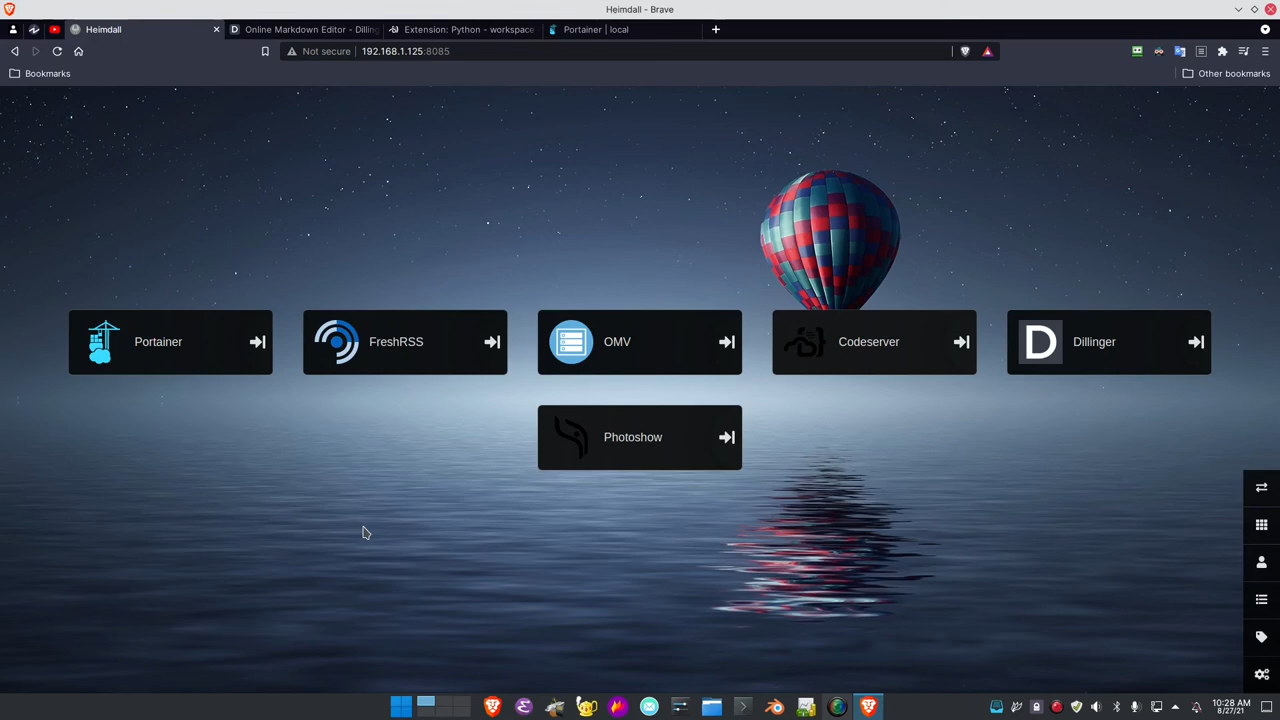 Heimdall - Brave
Heimdall
Online Markdown Editor - Dilling
Extension: Python - workspace
Portainer | local
Not secure
192.168.1.125:8085
Bookmarks
Other bookmarks
Portainer
FreshRSS
OMV
Codeserver
D
Dillinger
Photoshow
10:28 AM
8/27/21